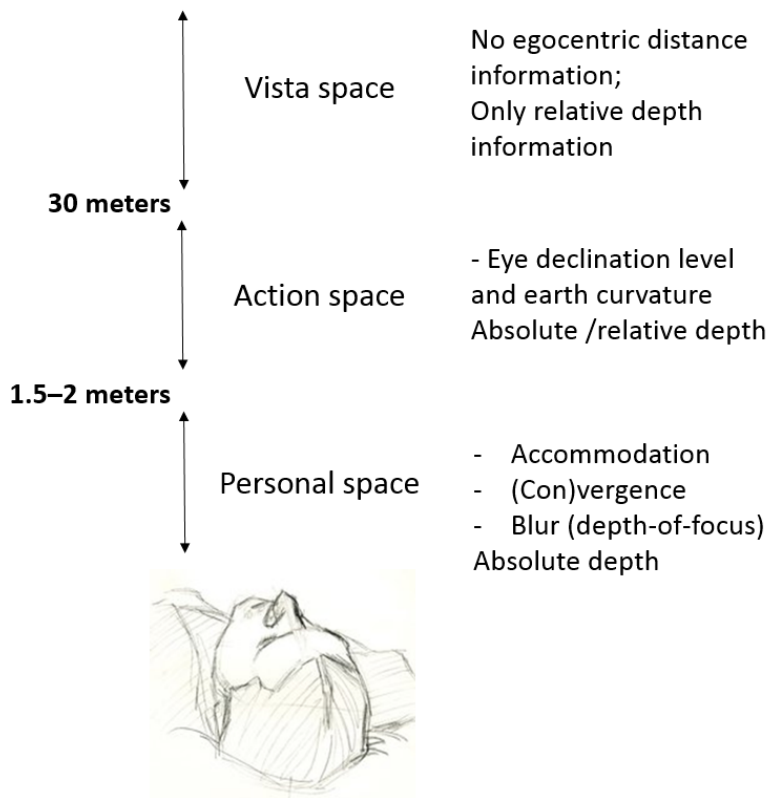 Vista space
No egocentric distance
information;
Only relative depth
information
30 meters
Action space
- Eye declination level
and earth curvature
Absolute /relative depth
1.5–2 meters
Personal space
- Accommodation
- (Con)vergence
- Blur (depth-of-focus)
Absolute depth